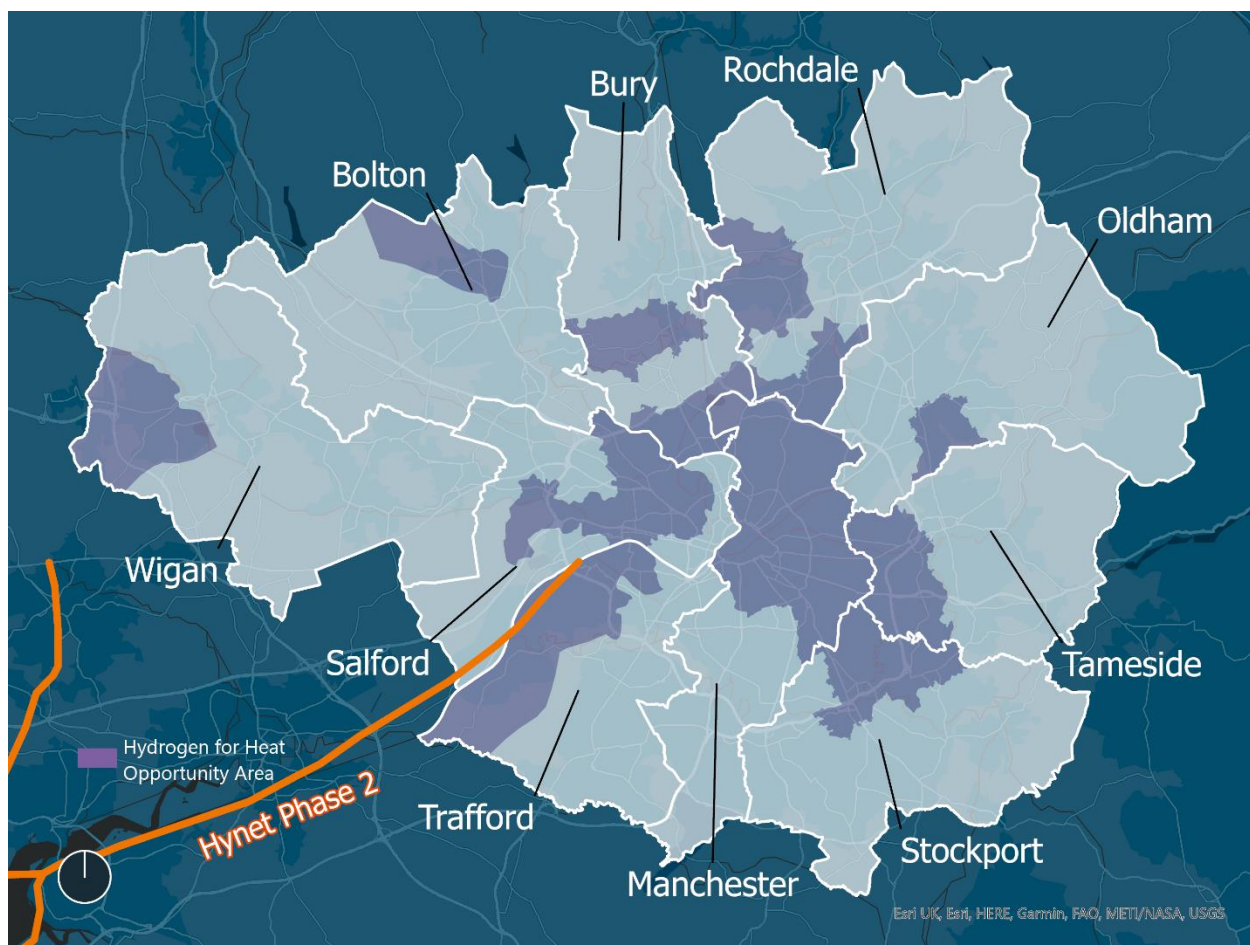 Bury
Rochdale
Bolton
Oldham
Wigan
Salford
Tameside
Hydrogen for Heat
Opportunity Area
Hynet Phase 2
Trafford
Stockport
Manchester
Esri UK, Esri, HERE, Garmin, FAO, METI/NASA, USGS